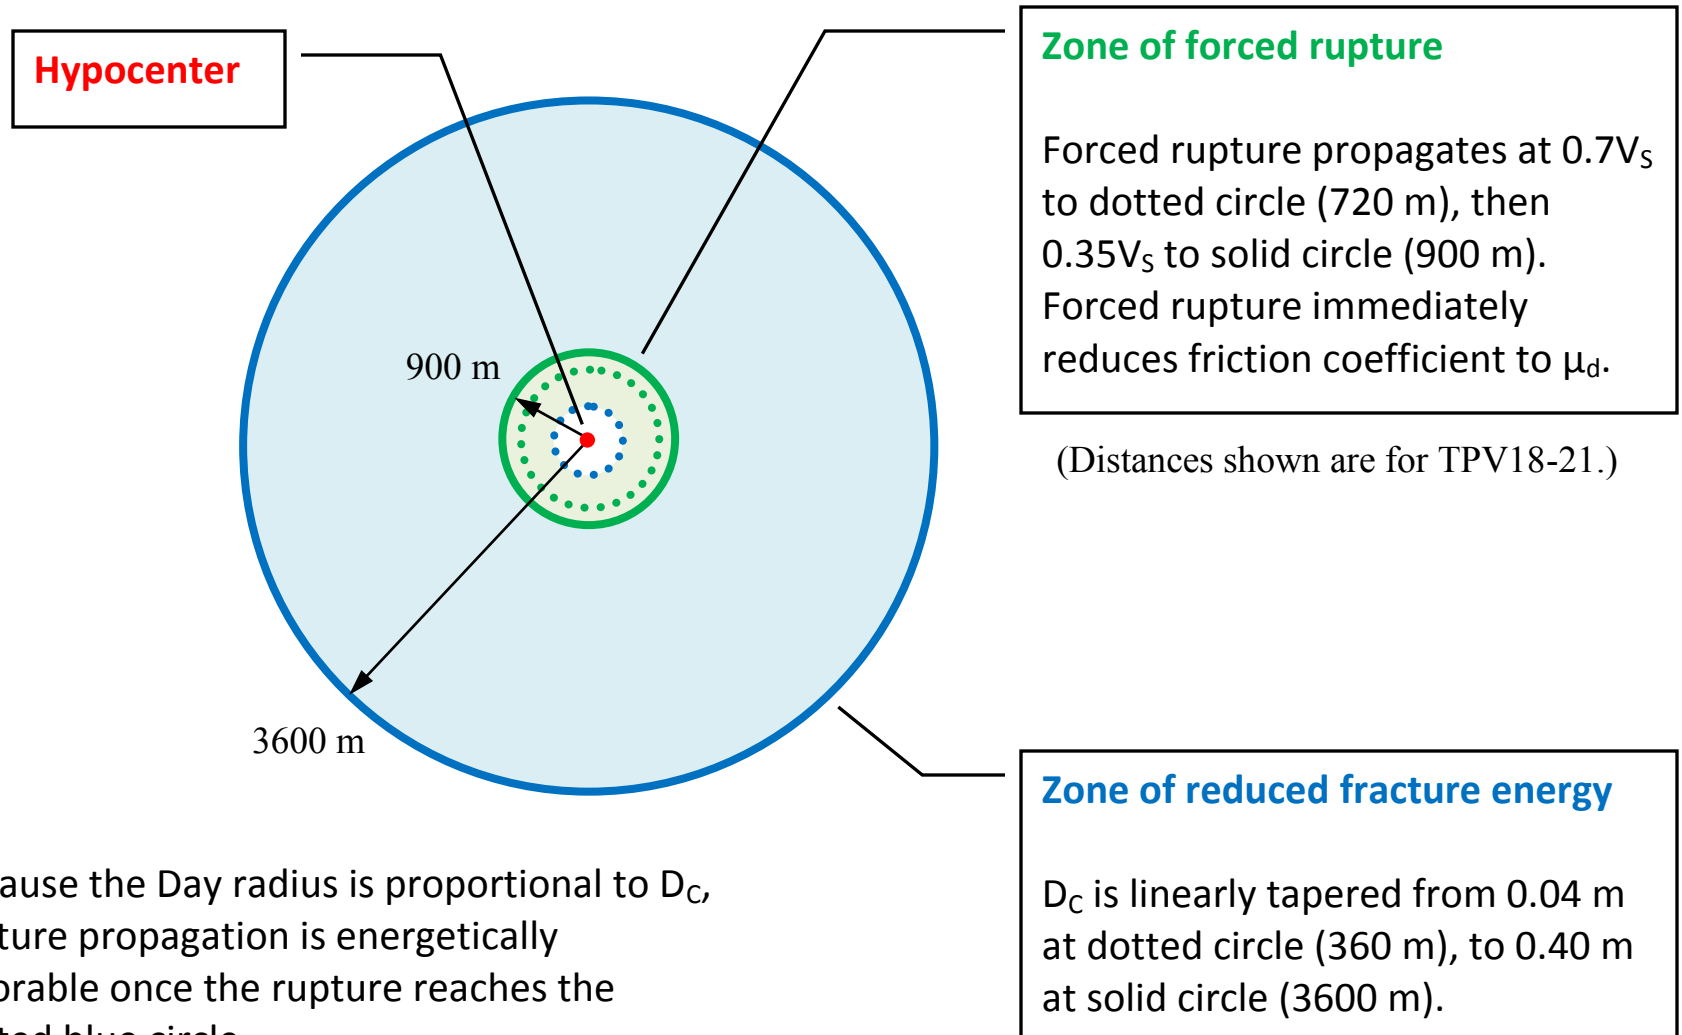 Hypocenter
Zone of forced rupture
Forced rupture propagates at 0.7VS
to dotted circle (720 m), then
0.35VS to solid circle (900 m).
Forced rupture immediately
reduces friction coefficient to μd.
(Distances shown are for TPV18-21.)
900 m
3600 m
Zone of reduced fracture energy
DC is linearly tapered from 0.04 m
at dotted circle (360 m), to 0.40 m
at solid circle (3600 m).
ause the Day radius is proportional to DC,
ture propagation is energetically
orable once the rupture reaches the
ted blue circle